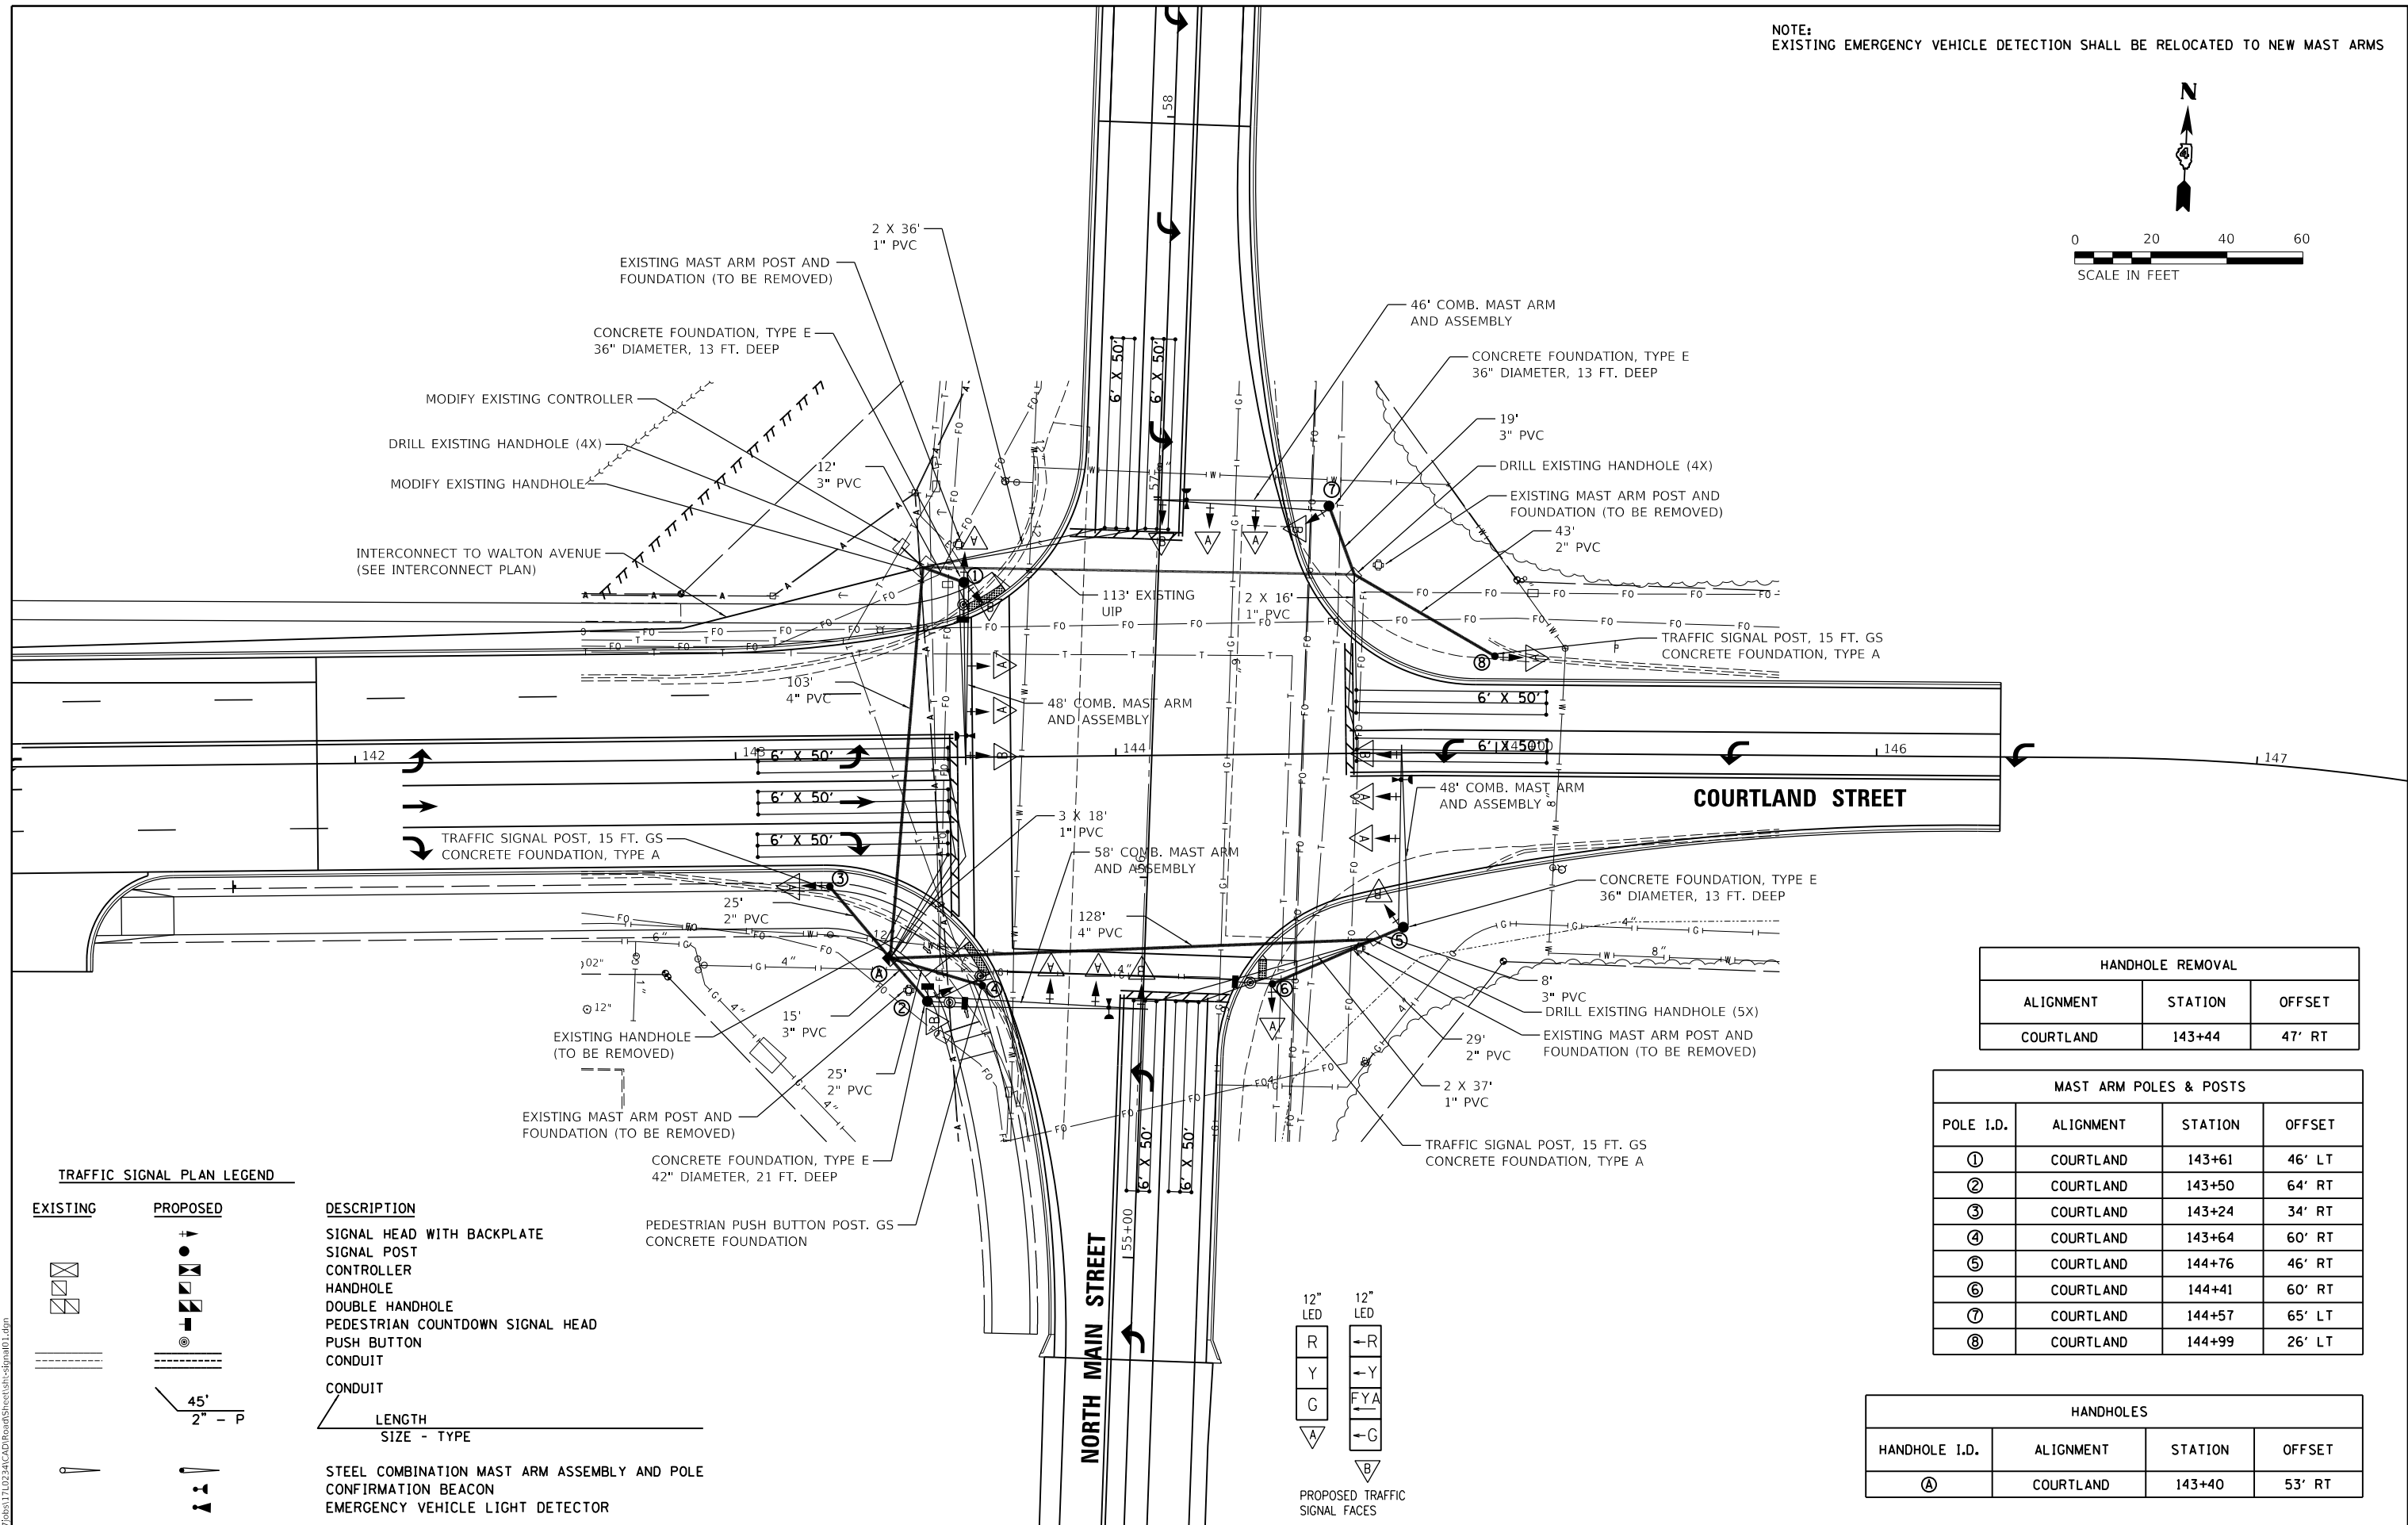 NOTE:
EXISTING EMERGENCY VEHICLE DETECTION SHALL BE RELOCATED TO NEW MAST ARMS
N
4
0 20 40 60
SCALE IN FEET
58
2 X 36'
1" PVC
EXISTING MAST ARM POST AND
FOUNDATION (TO BE REMOVED)
CONCRETE FOUNDATION, TYPE E
36" DIAMETER, 13 FT. DEEP
MODIFY EXISTING CONTROLLER
DRILL EXISTING HANDHOLE (4X)
MODIFY EXISTING HANDHOLE
12'
3" PVC
INTERCONNECT TO WALTON AVENUE
(SEE INTERCONNECT PLAN)
46' COMB. MAST ARM
AND ASSEMBLY
CONCRETE FOUNDATION, TYPE E
36" DIAMETER, 13 FT. DEEP
19'
3" PVC
DRILL EXISTING HANDHOLE (4X)
EXISTING MAST ARM POST AND
FOUNDATION (TO BE REMOVED)
43'
2" PVC
6' X 50'
6' X 50'
57
7
1
113' EXISTING
UIP
2 X 16'
1" PVC
TRAFFIC SIGNAL POST, 15 FT. GS
CONCRETE FOUNDATION, TYPE A
8
103'
4" PVC
48' COMB. MAST ARM
AND ASSEMBLY
6' X 50'
6' X 50'
142
143
144
146
147
6' X 50'
6' X 50'
6' X 50'
48' COMB. MAST ARM
AND ASSEMBLY
COURTLAND STREET
TRAFFIC SIGNAL POST, 15 FT. GS
CONCRETE FOUNDATION, TYPE A
3 X 18'
1" PVC
58' COMB. MAST ARM
AND ASSEMBLY
56
3
25'
2" PVC
128'
4" PVC
CONCRETE FOUNDATION, TYPE E
36" DIAMETER, 13 FT. DEEP
5
A
2
4
6
8'
3" PVC
DRILL EXISTING HANDHOLE (5X)
EXISTING MAST ARM POST AND
FOUNDATION (TO BE REMOVED)
15'
3" PVC
EXISTING HANDHOLE
(TO BE REMOVED)
29'
2" PVC
25'
2" PVC
2 X 37'
1" PVC
EXISTING MAST ARM POST AND
FOUNDATION (TO BE REMOVED)
TRAFFIC SIGNAL POST, 15 FT. GS
CONCRETE FOUNDATION, TYPE A
CONCRETE FOUNDATION, TYPE E
42" DIAMETER, 21 FT. DEEP
PEDESTRIAN PUSH BUTTON POST. GS
CONCRETE FOUNDATION
6' X 50'
6' X 50'
55+00
NORTH MAIN STREET
HANDHOLE REMOVAL
ALIGNMENT STATION OFFSET
COURTLAND 143+44 47' RT
MAST ARM POLES & POSTS
POLE I.D. ALIGNMENT STATION OFFSET
1 COURTLAND 143+61 46' LT
2 COURTLAND 143+50 64' RT
3 COURTLAND 143+24 34' RT
4 COURTLAND 143+64 60' RT
5 COURTLAND 144+76 46' RT
6 COURTLAND 144+41 60' RT
7 COURTLAND 144+57 65' LT
8 COURTLAND 144+99 26' LT
HANDHOLES
HANDHOLE I.D. ALIGNMENT STATION OFFSET
A COURTLAND 143+40 53' RT
TRAFFIC SIGNAL PLAN LEGEND
EXISTING PROPOSED DESCRIPTION
SIGNAL HEAD WITH BACKPLATE
SIGNAL POST
CONTROLLER
HANDHOLE
DOUBLE HANDHOLE
PEDESTRIAN COUNTDOWN SIGNAL HEAD
PUSH BUTTON
CONDUIT
CONDUIT
45'
2" - P
LENGTH
SIZE - TYPE
STEEL COMBINATION MAST ARM ASSEMBLY AND POLE
CONFIRMATION BEACON
EMERGENCY VEHICLE LIGHT DETECTOR
12" 12"
LED LED
R ←R
Y ←Y
G FYA
←G
A
B
PROPOSED TRAFFIC
SIGNAL FACES